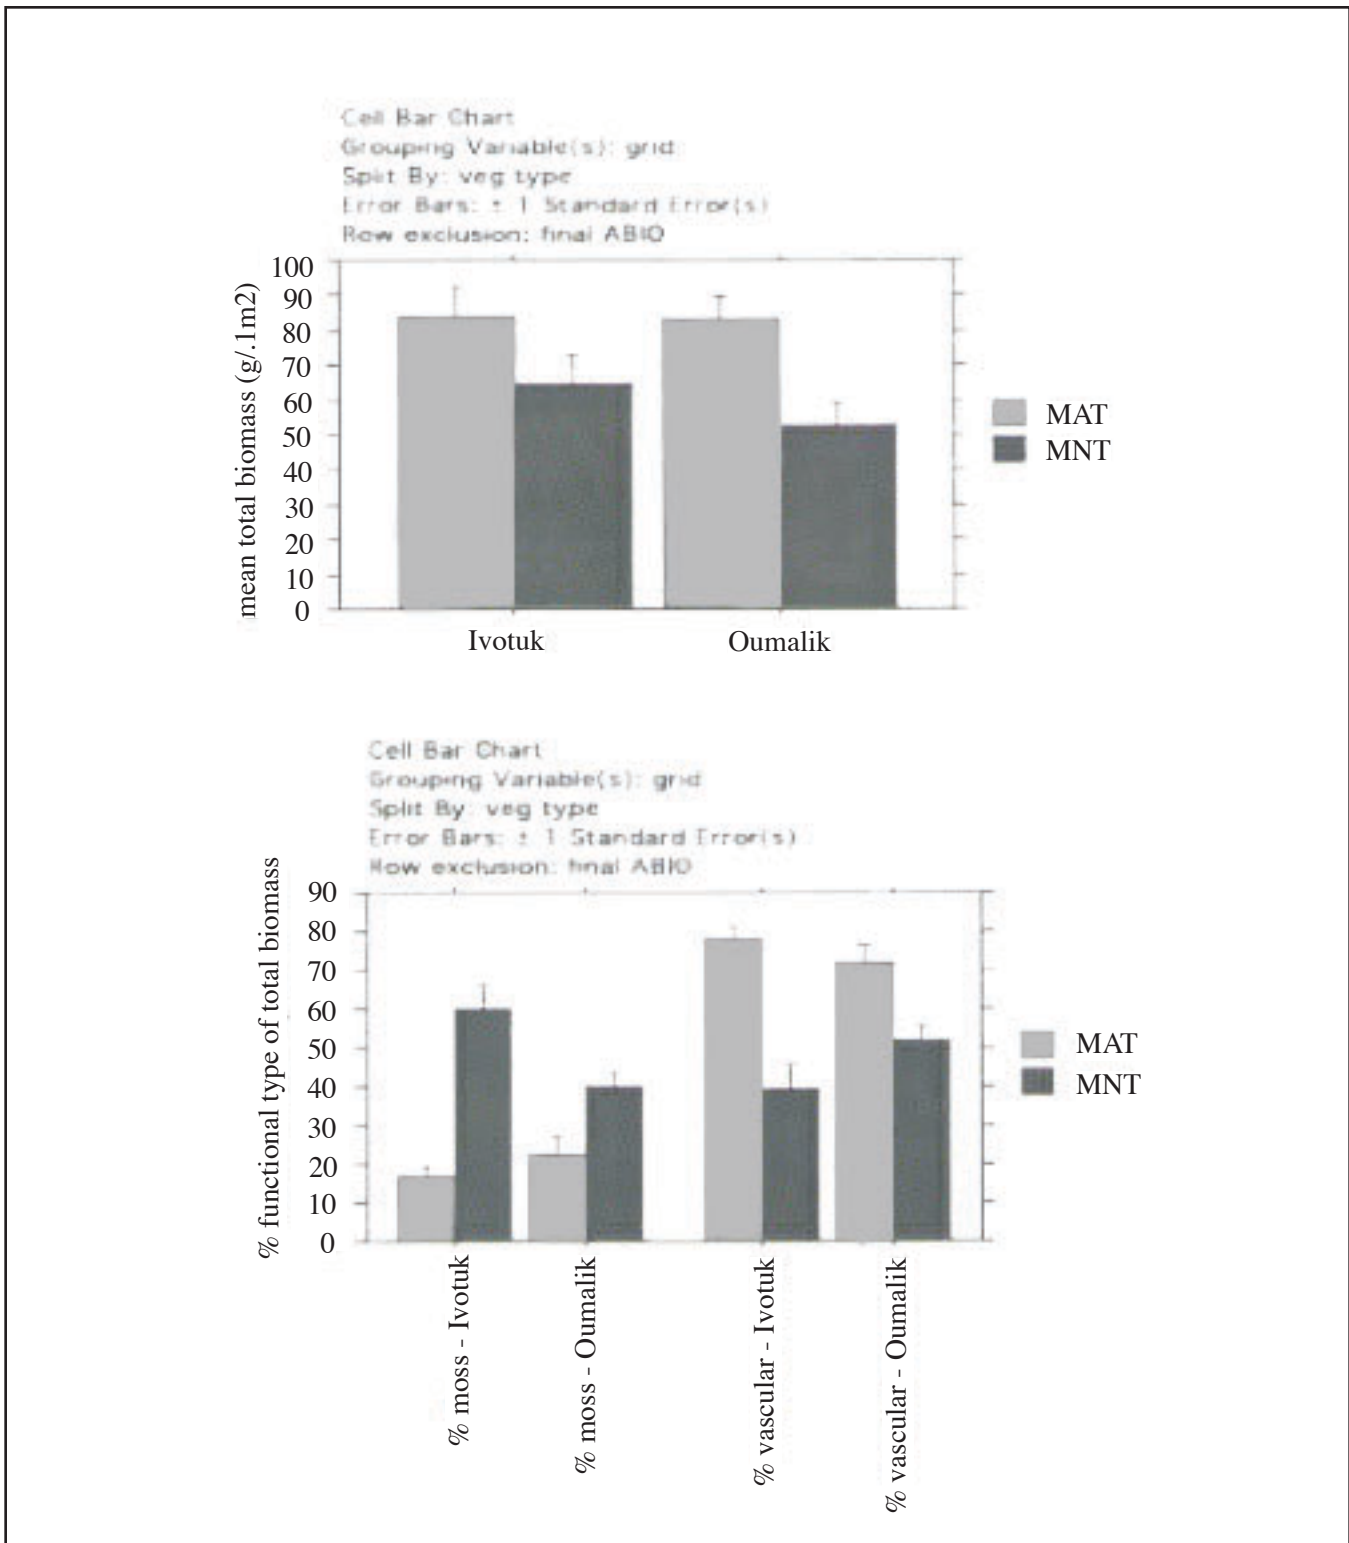 Cell Bar Chart
Grouping Variable(s): grid
Split By: veg type
Error Bars: ± 1 Standard Error(s)
Row exclusion: final ABIO
mean total biomass (g/.1m2)
100
90
80
70
60
50
40
30
20
10
0
Ivotuk
Oumalik
MAT
MNT
Cell Bar Chart
Grouping Variable(s): grid
Split By: veg type
Error Bars: ± 1 Standard Error(s)
Row exclusion: final ABIO
% functional type of total biomass
90
80
70
60
50
40
30
20
10
0
% moss - Ivotuk
% moss - Oumalik
% vascular - Ivotuk
% vascular - Oumalik
MAT
MNT